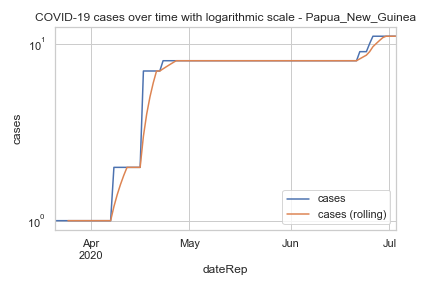 COVID-19 cases over time with logarithmic scale - Papua_New_Guinea
10¹
10⁰
cases
Apr
2020
May
Jun
Jul
dateRep
cases
cases (rolling)